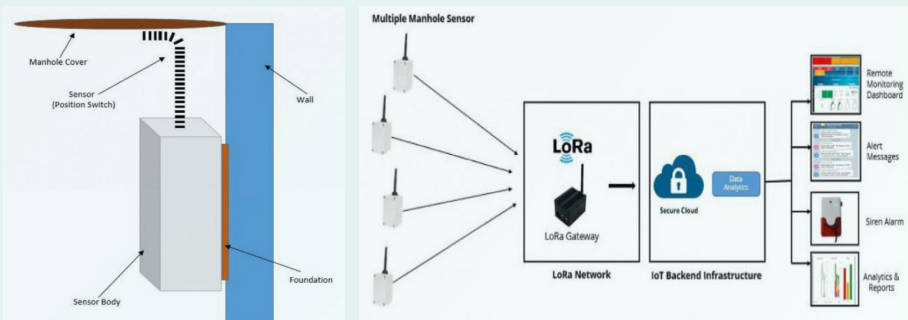 Manhole Cover
Sensor
(Position Switch)
Wall
Foundation
Sensor Body
Multiple Manhole Sensor
LoRa
LoRa Gateway
LoRa Network
Secure Cloud
Data
Analytics
IoT Backend Infrastructure
Remote
Monitoring
Dashboard
Alert
Messages
Siren Alarm
Analytics &
Reports